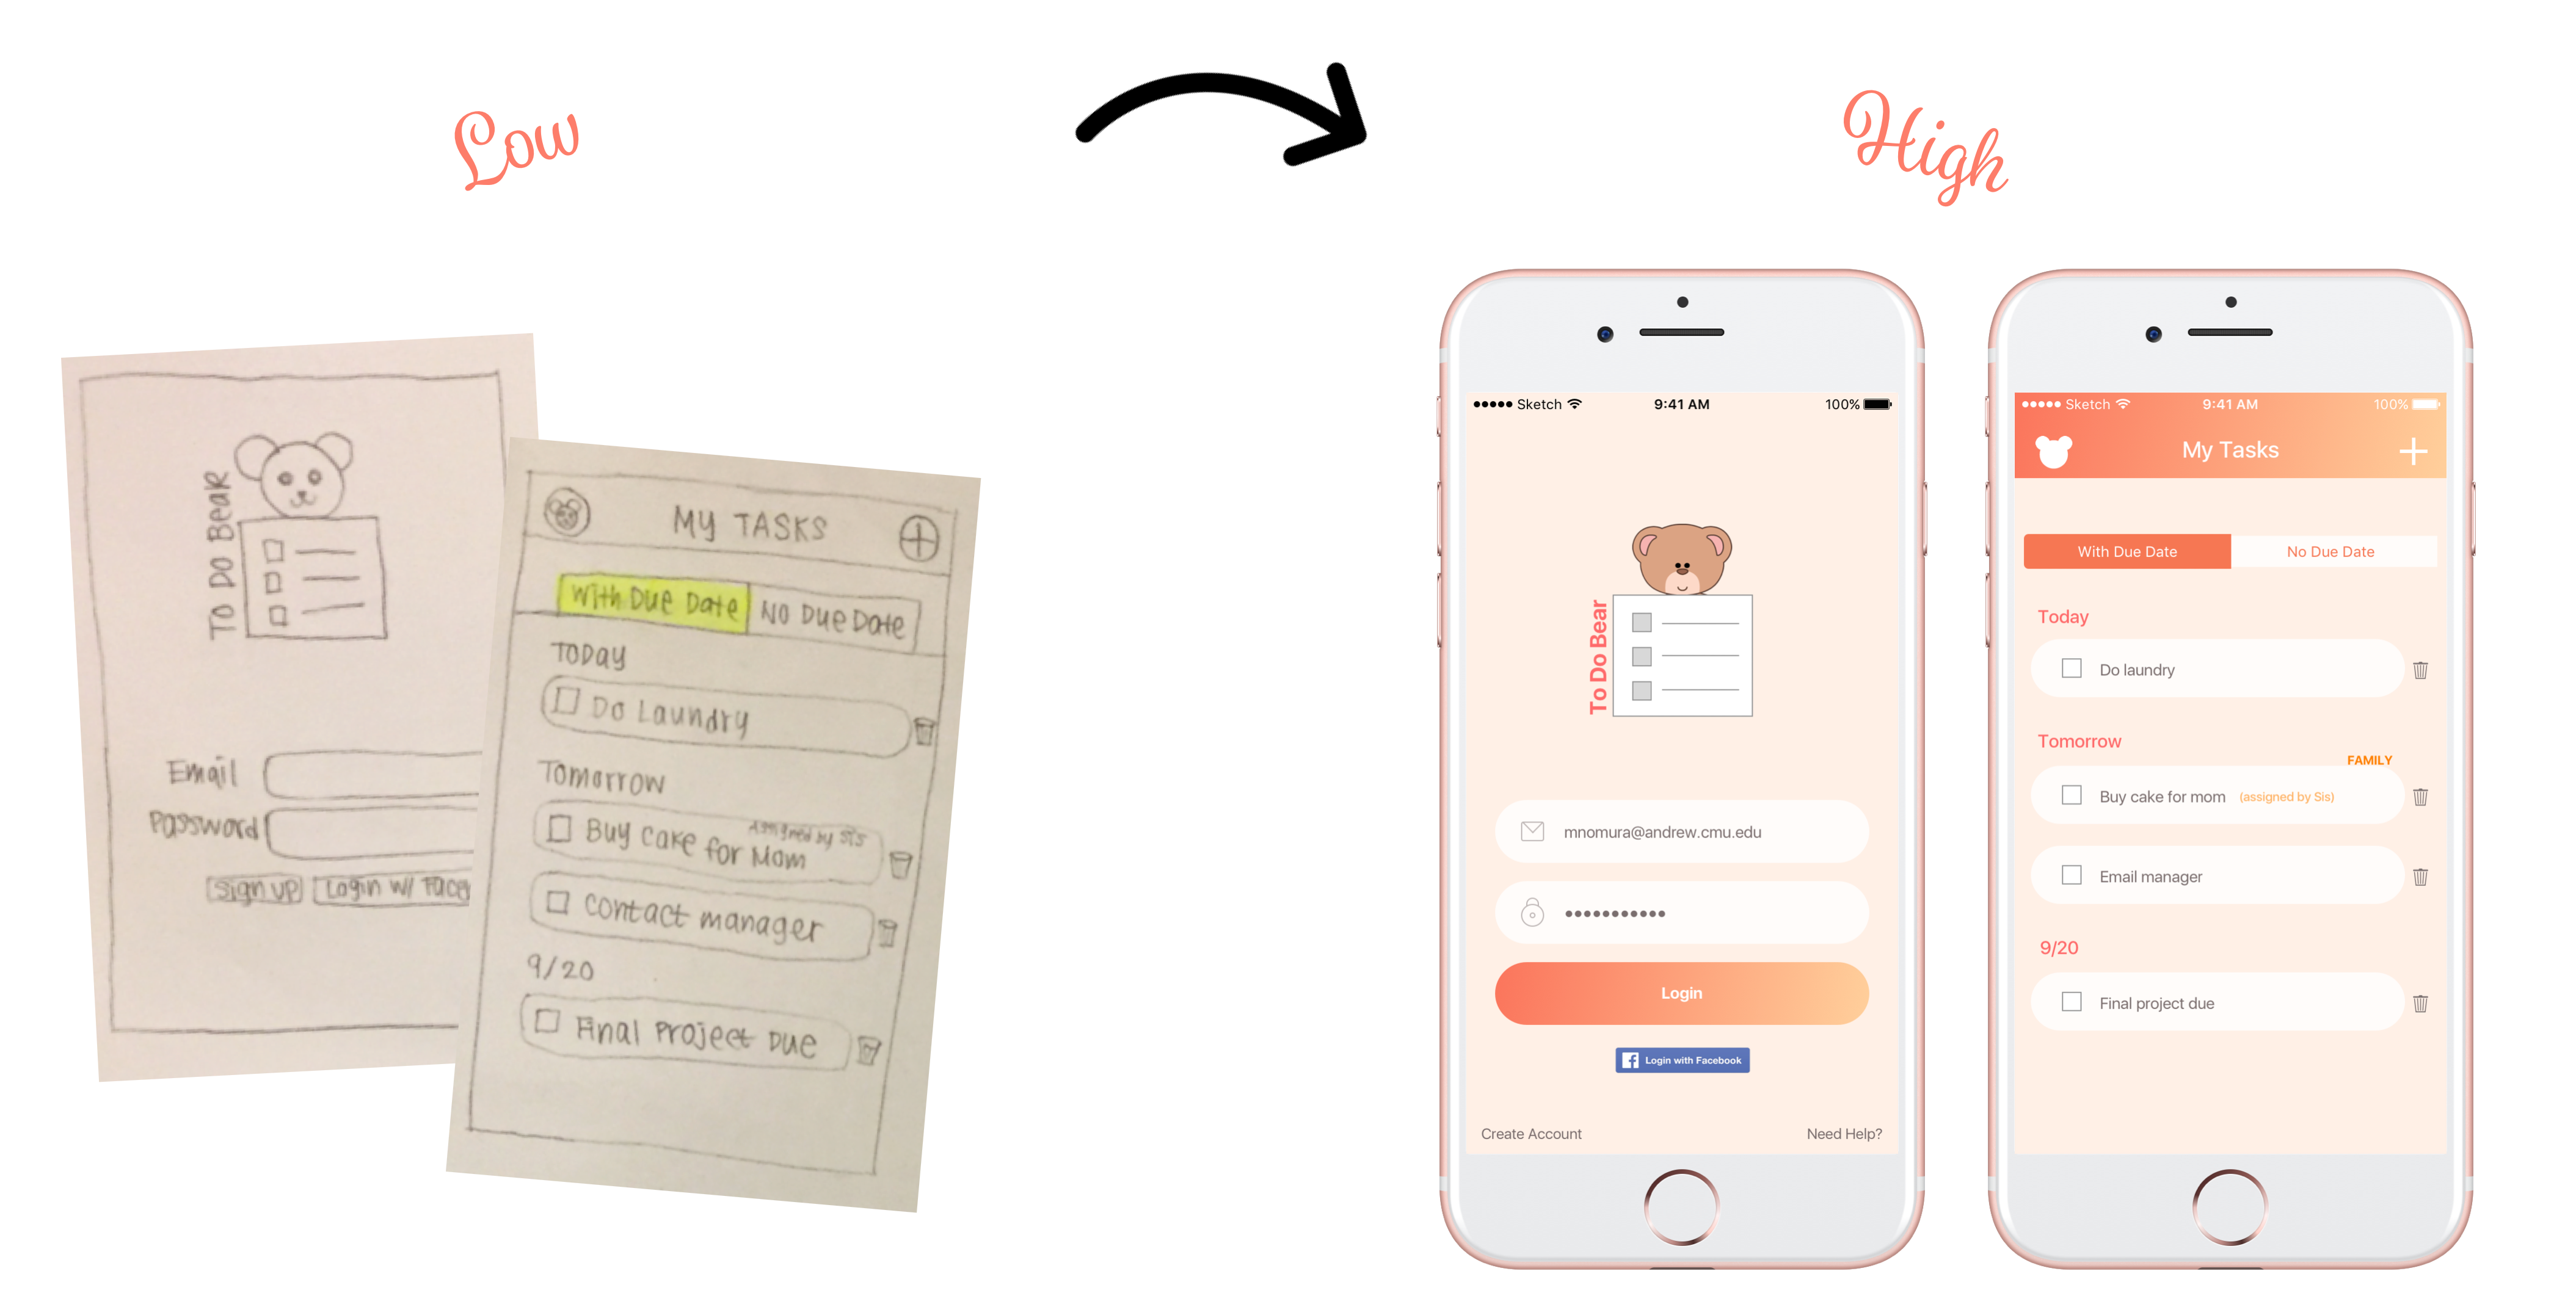 Low
High
TO DO BeaR
Email
Password
Sign up
Login w/
MY TASKS
With Due Date
No Due Date
Today
Do Laundry
Tomorrow
Buy cake for Mom
Assigned by Sis
contact manager
9/20
Final Project Due
Sketch
9:41 AM
100%
To Do Bear
mnomura@andrew.cmu.edu
•••••••••••
Login
Login with Facebook
Create Account
Need Help?
Sketch
9:41 AM
100%
My Tasks
With Due Date
No Due Date
Today
Do laundry
Tomorrow
FAMILY
Buy cake for mom (assigned by Sis)
Email manager
9/20
Final project due